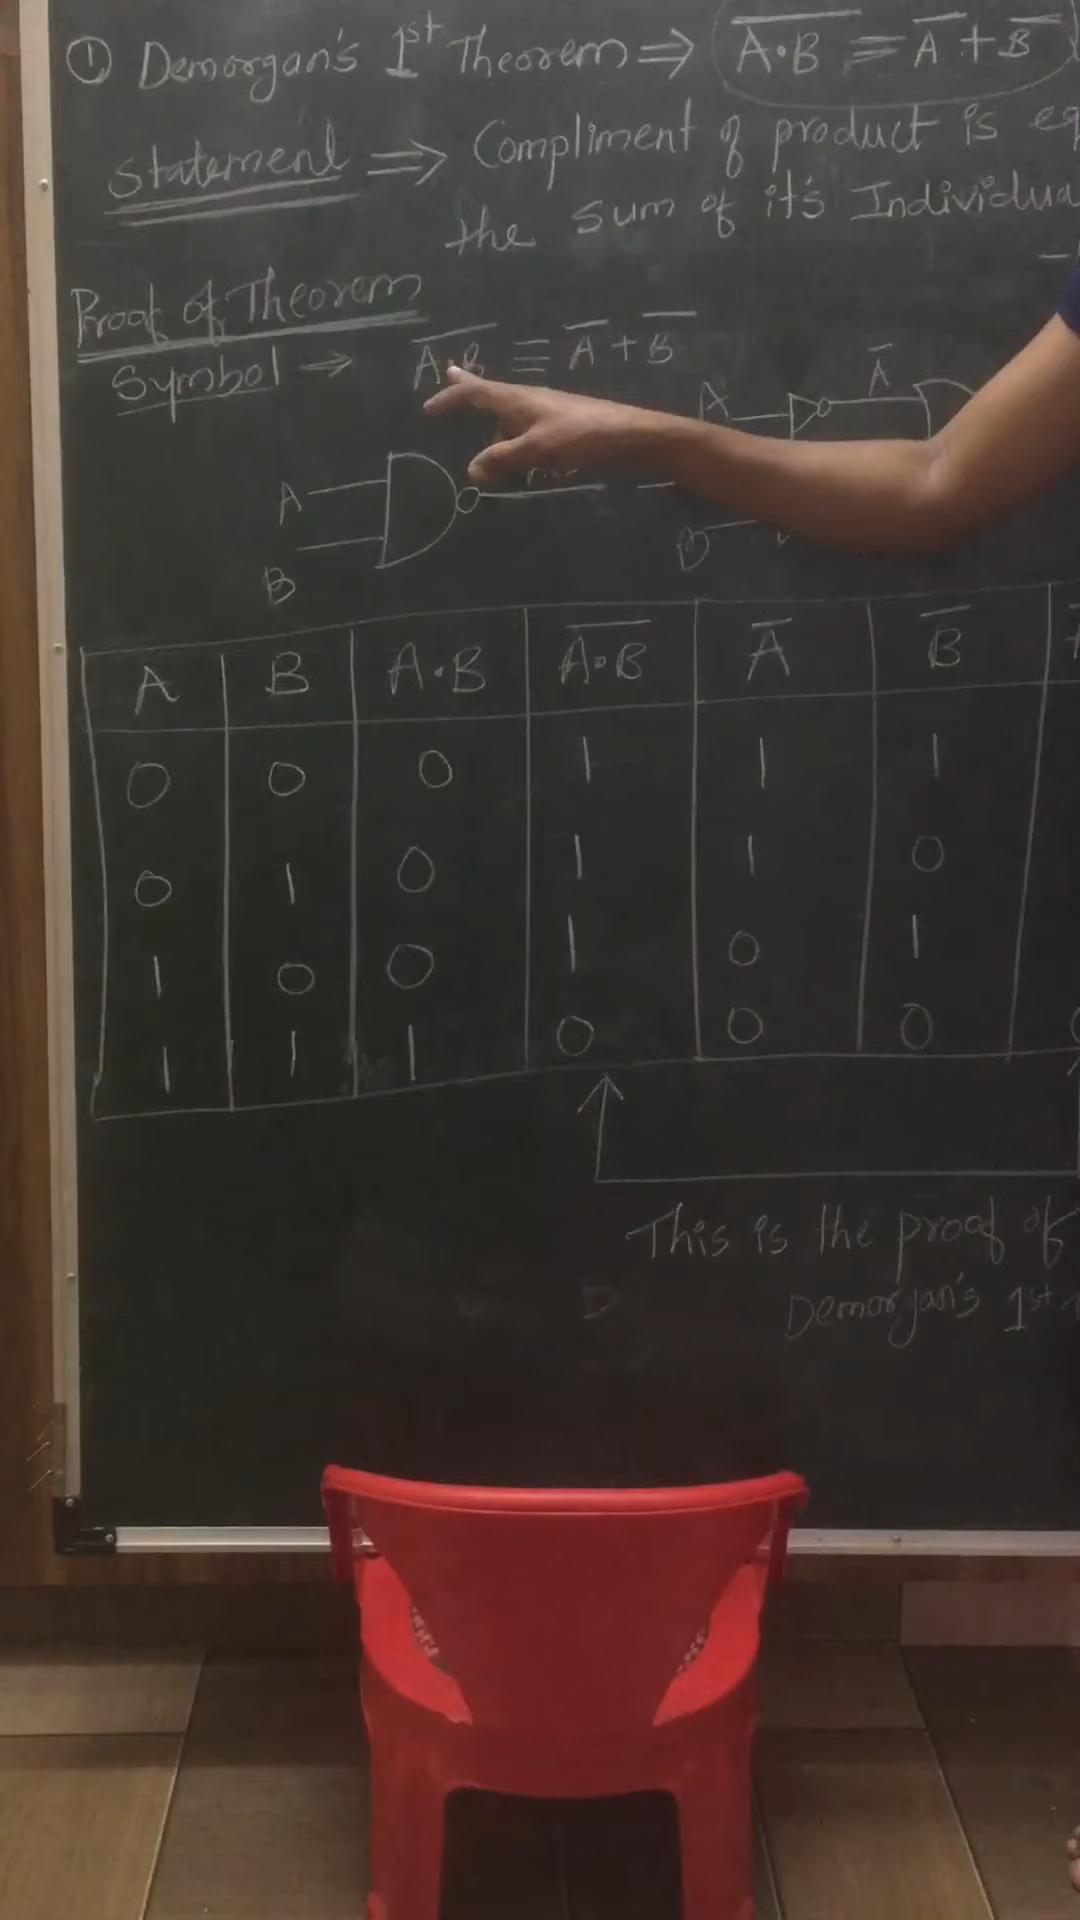 ① Demorgan's 1st Theorem ⇒ A̅·̅B̅ = A̅ + B̅
Statement ⇒ Compliment of product is eq
the sum of it's Individua
Proof of Theorem
Symbol → A̅·̅B̅ ≡ A̅ + B̅
A A̅
A
B
B
A B A·B A̅·̅B̅ A̅ B̅
0 0 0 1 1 1
0 1 0 1 1 0
1 0 0 1 0 1
1 1 1 0 0 0
This is the proof of
Demorgan's 1st